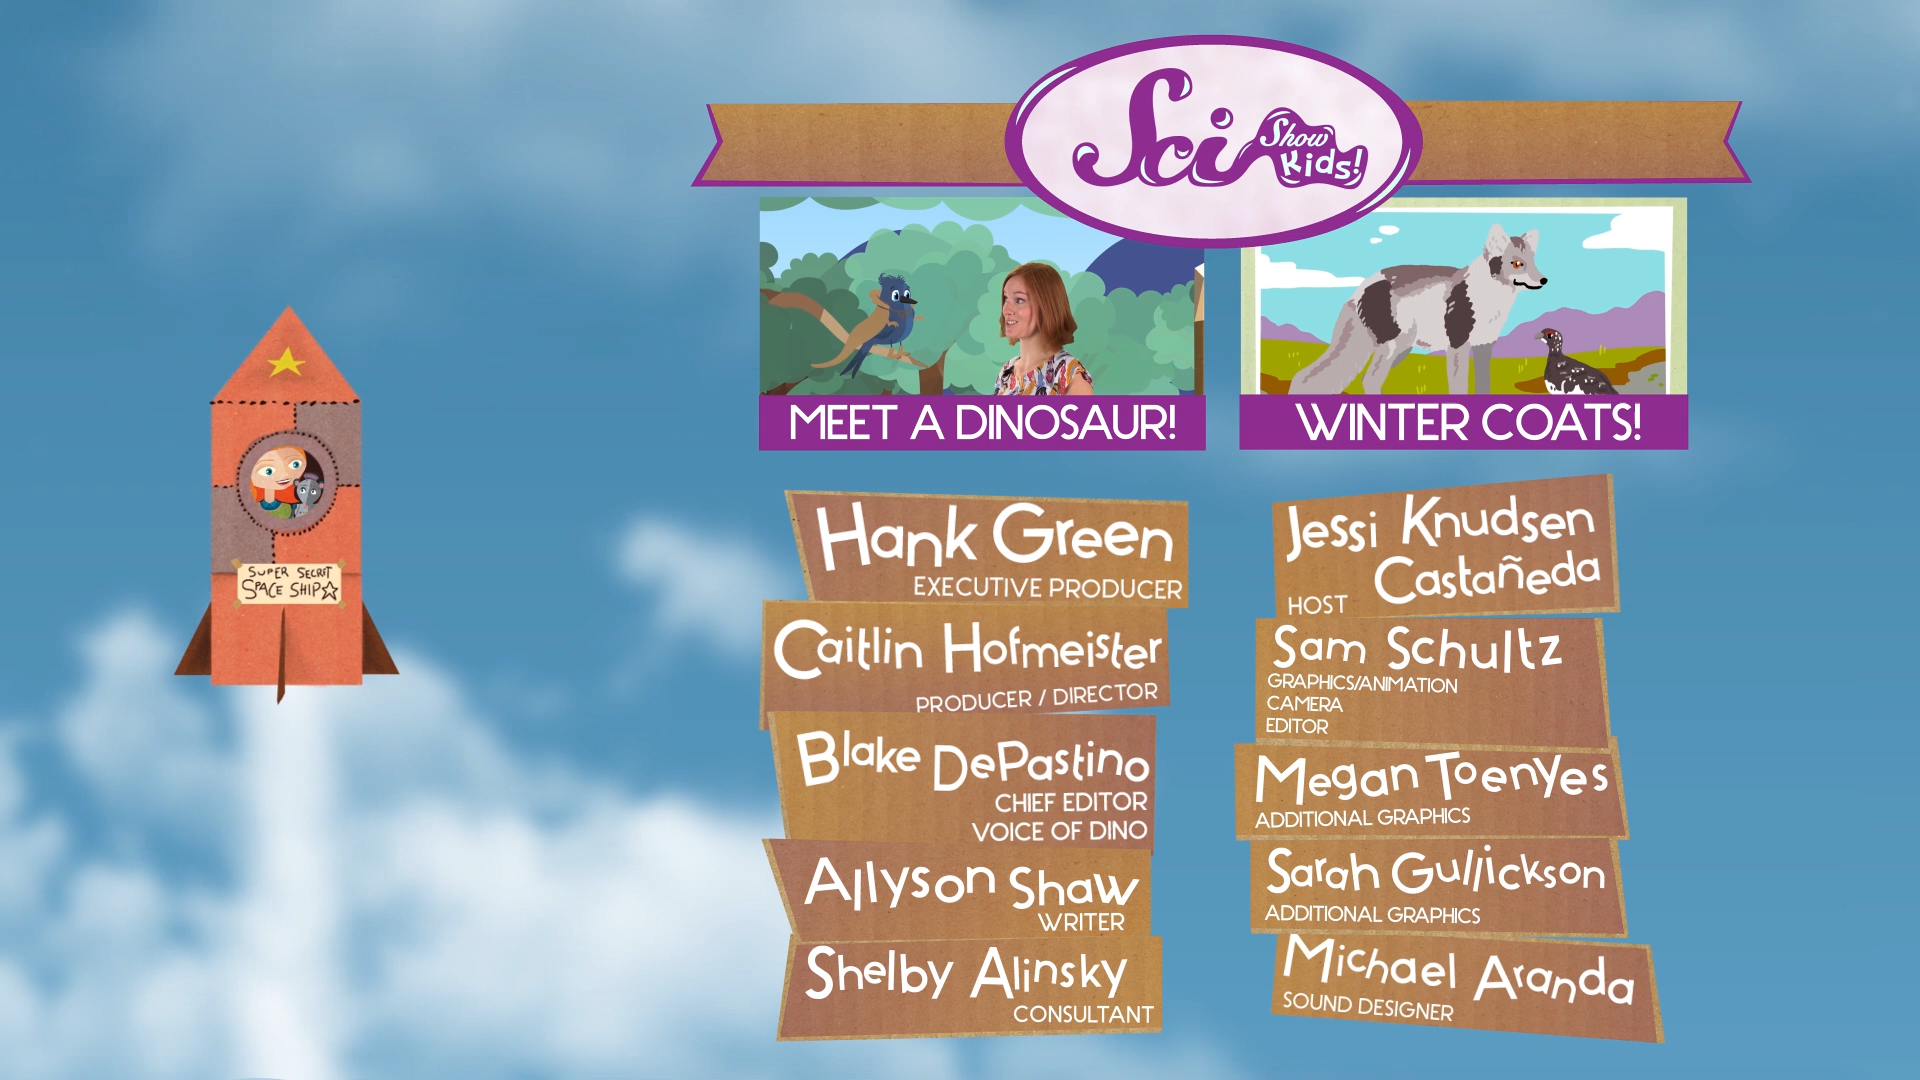 Sci Show Kids!
MEET A DINOSAUR!
WINTER COATS!
SUPER SECRET
SPACE SHIP
Hank Green
EXECUTIVE PRODUCER
Caitlin Hofmeister
PRODUCER / DIRECTOR
Blake DePastino
CHIEF EDITOR
VOICE OF DINO
Allyson Shaw
WRITER
Shelby Alinsky
CONSULTANT
Jessi Knudsen
Castañeda
HOST
Sam Schultz
GRAPHICS/ANIMATION
CAMERA
EDITOR
Megan Toenyes
ADDITIONAL GRAPHICS
Sarah Gullickson
ADDITIONAL GRAPHICS
Michael Aranda
SOUND DESIGNER